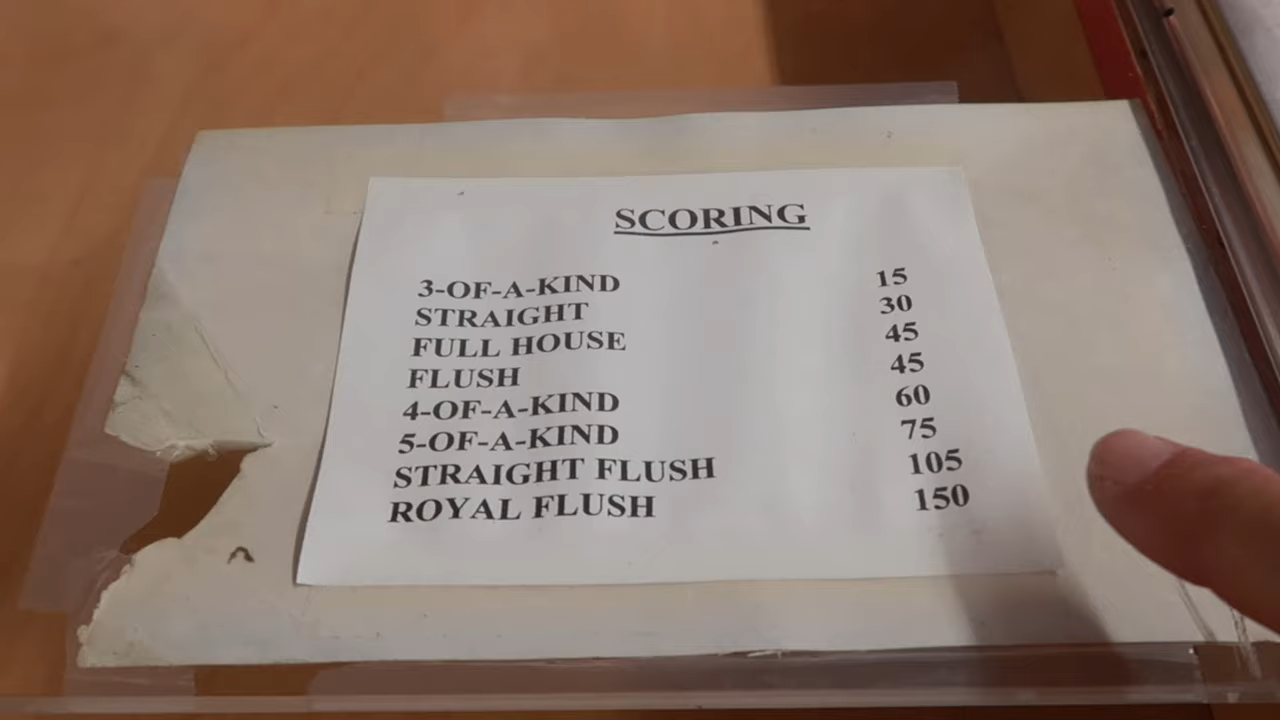 SCORING
3-OF-A-KIND 15
STRAIGHT 30
FULL HOUSE 45
FLUSH 45
4-OF-A-KIND 60
5-OF-A-KIND 75
STRAIGHT FLUSH 105
ROYAL FLUSH 150